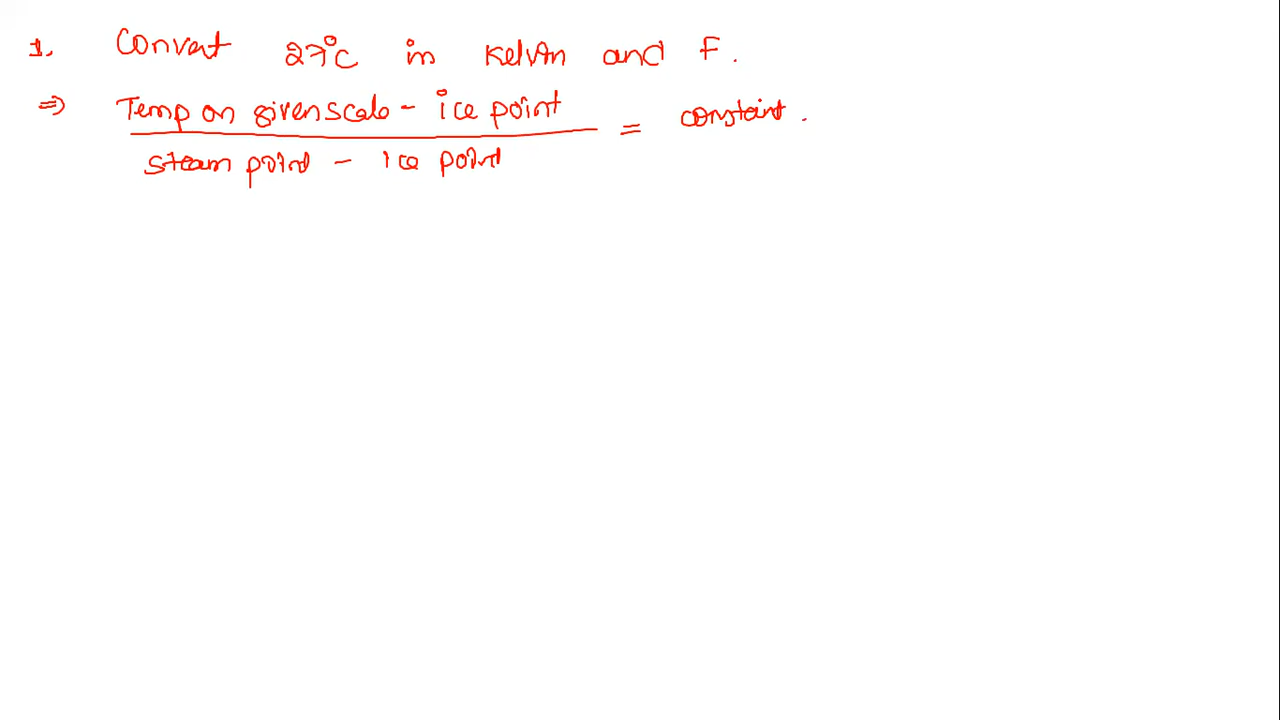 1. Convert 27°C in Kelvin and F.
⇒ Temp on given scale - ice point
= constant.
steam point - ice point